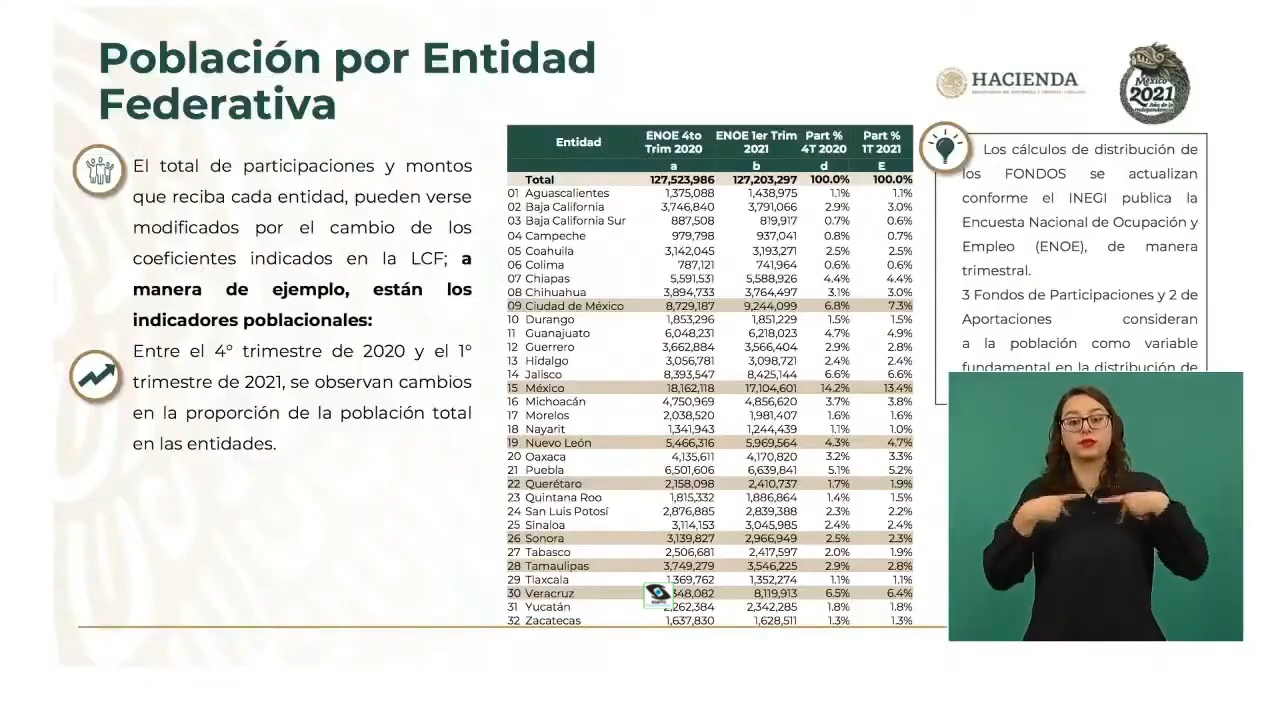 Población por Entidad
Federativa
HACIENDA
México
2021
Año de la
Independencia
El total de participaciones y montos
que reciba cada entidad, pueden verse
modificados por el cambio de los
coeficientes indicados en la LCF; a
manera de ejemplo, están los
indicadores poblacionales:
Entre el 4° trimestre de 2020 y el 1°
trimestre de 2021, se observan cambios
en la proporción de la población total
en las entidades.
Entidad ENOE 4to Trim 2020 ENOE 1er Trim 2021 Part % 4T 2020 Part % 1T 2021
a b d E
Total 127,523,986 127,203,297 100.0% 100.0%
01 Aguascalientes 1,375,088 1,438,975 1.1% 1.1%
02 Baja California 3,746,840 3,791,066 2.9% 3.0%
03 Baja California Sur 887,508 819,917 0.7% 0.6%
04 Campeche 979,798 937,041 0.8% 0.7%
05 Coahuila 3,142,045 3,193,271 2.5% 2.5%
06 Colima 787,121 741,964 0.6% 0.6%
07 Chiapas 5,591,531 5,588,926 4.4% 4.4%
08 Chihuahua 3,894,733 3,764,497 3.1% 3.0%
09 Ciudad de México 8,729,187 9,244,099 6.8% 7.3%
10 Durango 1,853,296 1,851,229 1.5% 1.5%
11 Guanajuato 6,048,231 6,218,023 4.7% 4.9%
12 Guerrero 3,662,884 3,566,404 2.9% 2.8%
13 Hidalgo 3,056,781 3,098,721 2.4% 2.4%
14 Jalisco 8,393,547 8,425,144 6.6% 6.6%
15 México 18,162,118 17,104,601 14.2% 13.4%
16 Michoacán 4,750,969 4,856,620 3.7% 3.8%
17 Morelos 2,038,520 1,981,407 1.6% 1.6%
18 Nayarit 1,341,943 1,244,439 1.1% 1.0%
19 Nuevo León 5,466,316 5,969,564 4.3% 4.7%
20 Oaxaca 4,135,611 4,170,820 3.2% 3.3%
21 Puebla 6,501,606 6,639,841 5.1% 5.2%
22 Querétaro 2,158,098 2,410,737 1.7% 1.9%
23 Quintana Roo 1,815,332 1,886,864 1.4% 1.5%
24 San Luis Potosí 2,876,885 2,839,388 2.3% 2.2%
25 Sinaloa 3,114,153 3,045,985 2.4% 2.4%
26 Sonora 3,139,827 2,966,949 2.5% 2.3%
27 Tabasco 2,506,681 2,417,597 2.0% 1.9%
28 Tamaulipas 3,749,279 3,546,225 2.9% 2.8%
29 Tlaxcala 1,369,762 1,352,274 1.1% 1.1%
30 Veracruz 348,082 8,119,913 6.5% 6.4%
31 Yucatán 2,262,384 2,342,285 1.8% 1.8%
32 Zacatecas 1,637,830 1,628,511 1.3% 1.3%
Los cálculos de distribución de
los FONDOS se actualizan
conforme el INEGI publica la
Encuesta Nacional de Ocupación y
Empleo (ENOE), de manera
trimestral.
3 Fondos de Participaciones y 2 de
Aportaciones consideran
a la población como variable
fundamental en la distribución de